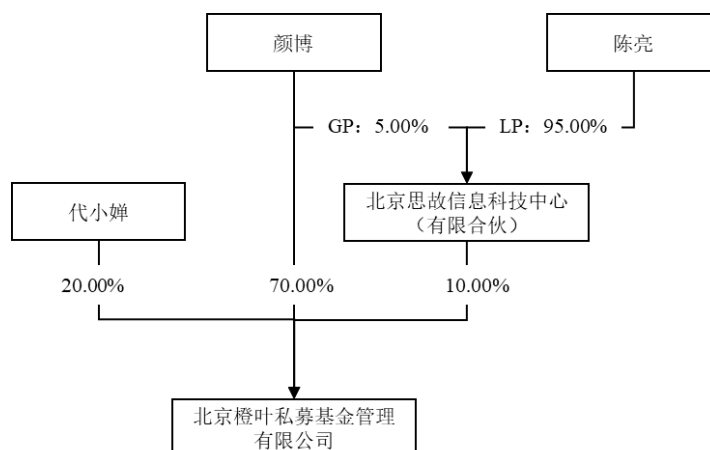 颜博
陈亮
GP：5.00%
LP：95.00%
代小婵
北京思故信息科技中心
（有限合伙）
20.00%
70.00%
10.00%
北京橙叶私募基金管理
有限公司